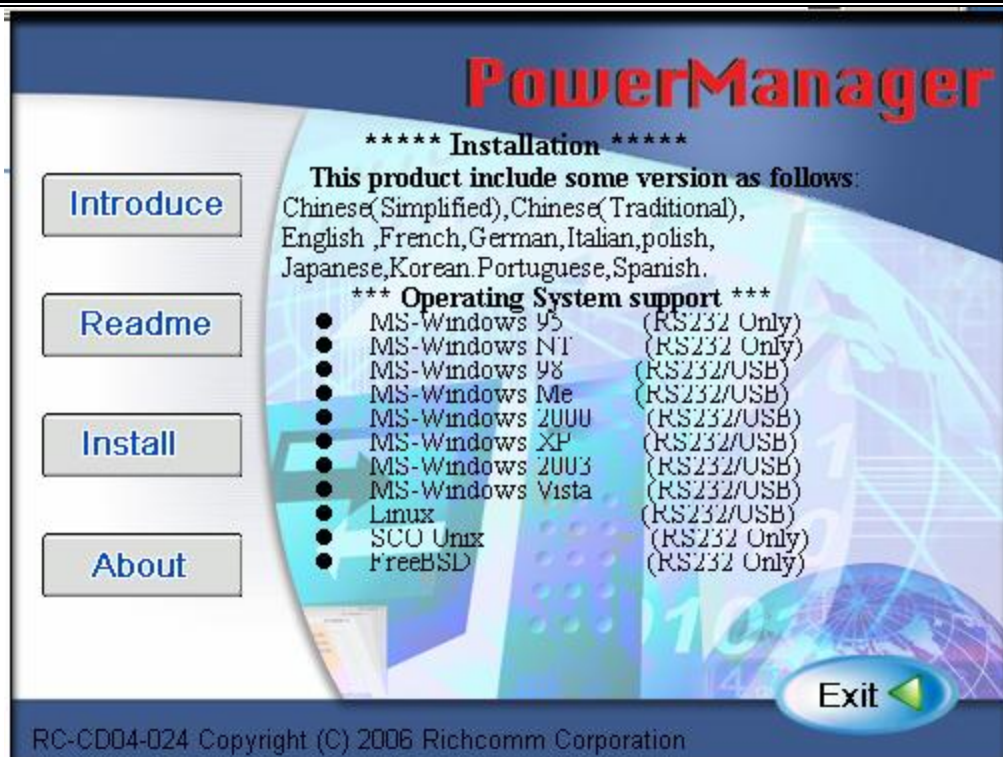 PowerManager
***** Installation *****
This product include some version as follows:
Chinese(Simplified),Chinese(Traditional),
English ,French,German,Italian,polish,
Japanese,Korean.Portuguese,Spanish.
*** Operating System support ***
● MS-Windows 95 (RS232 Only)
● MS-Windows NT (RS232 Only)
● MS-Windows 98 (RS232/USB)
● MS-Windows Me (RS232/USB)
● MS-Windows 2000 (RS232/USB)
● MS-Windows XP (RS232/USB)
● MS-Windows 2003 (RS232/USB)
● MS-Windows Vista (RS232/USB)
● Linux (RS232/USB)
● SCO Unix (RS232 Only)
● FreeBSD (RS232 Only)
Introduce
Readme
Install
About
Exit
RC-CD04-024 Copyright (C) 2006 Richcomm Corporation